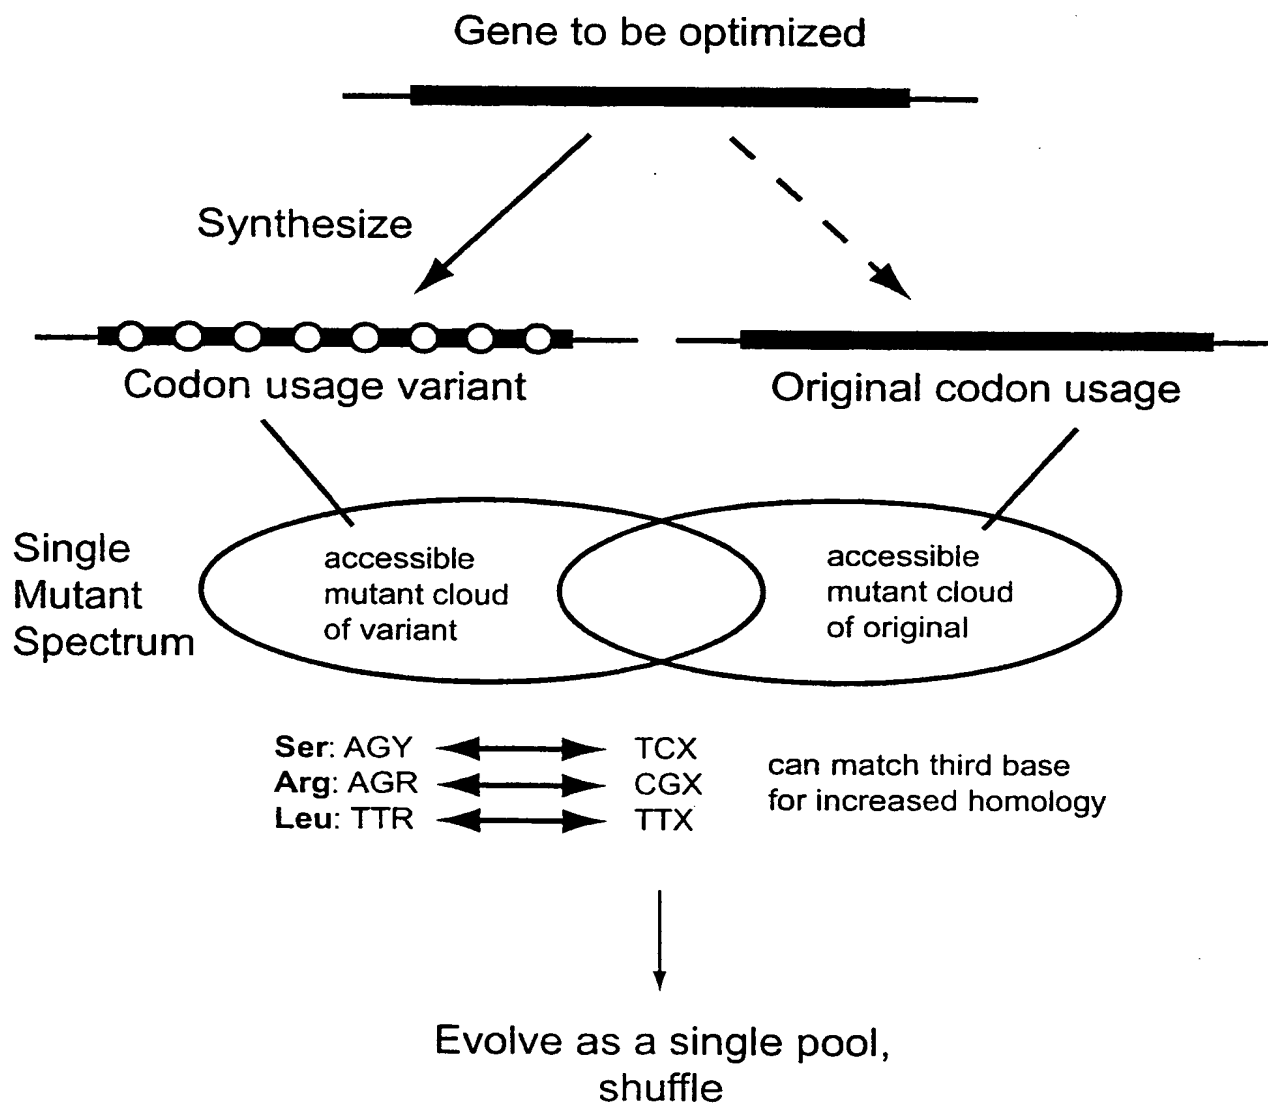 Gene to be optimized
Synthesize
Codon usage variant
Original codon usage
Single
Mutant
Spectrum
accessible
mutant cloud
of variant
accessible
mutant cloud
of original
Ser: AGY TCX
Arg: AGR CGX
Leu: TTR TTX
can match third base
for increased homology
Evolve as a single pool,
shuffle